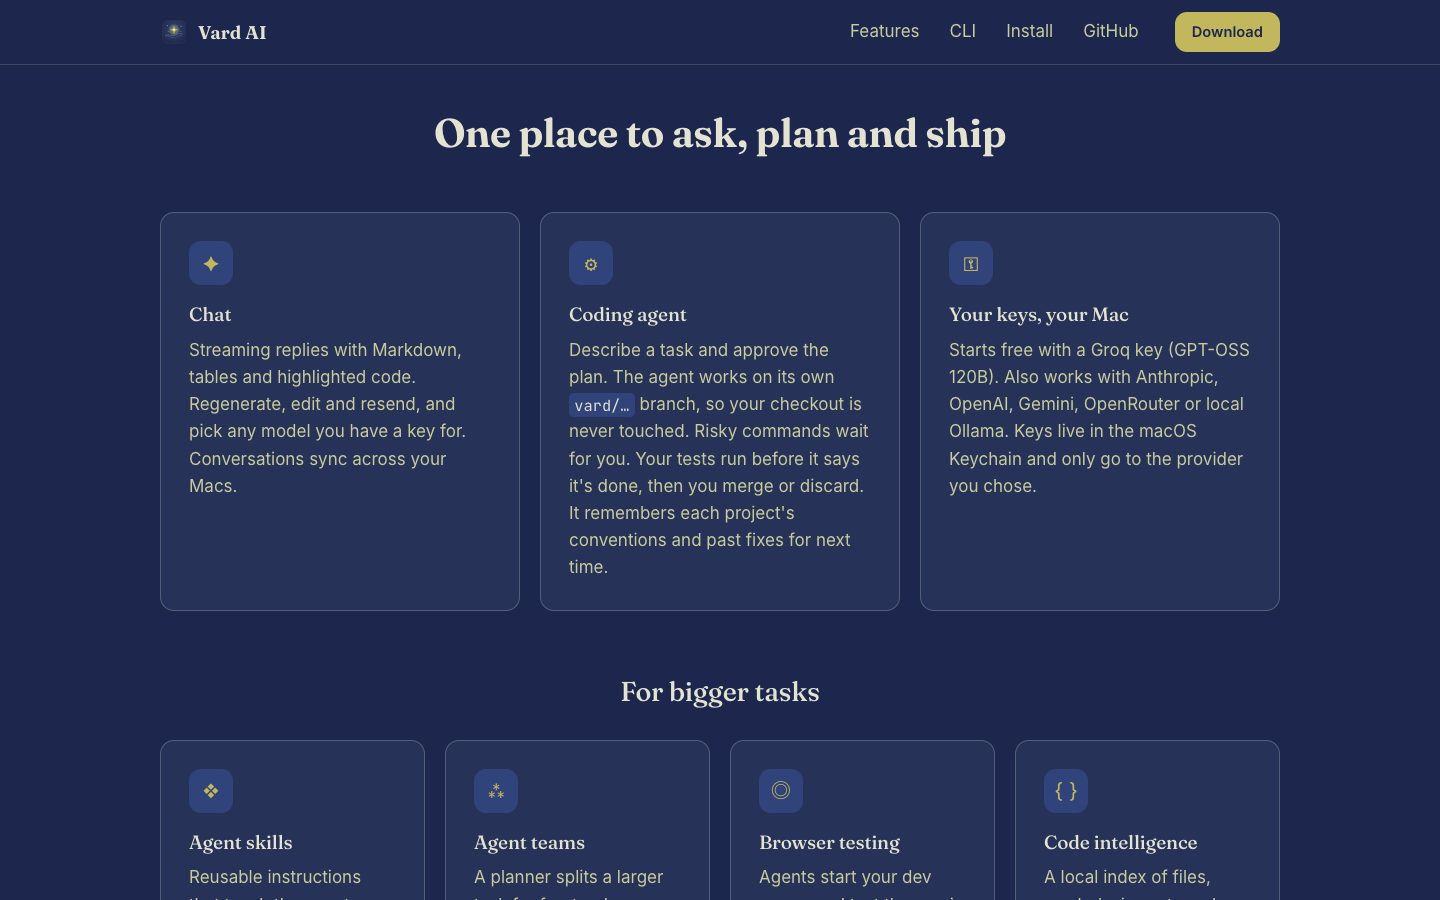 Vard AI
Features CLI Install GitHub Download
One place to ask, plan and ship
Chat
Streaming replies with Markdown,
tables and highlighted code.
Regenerate, edit and resend, and
pick any model you have a key for.
Conversations sync across your
Macs.
Coding agent
Describe a task and approve the
plan. The agent works on its own
vard/… branch, so your checkout is
never touched. Risky commands wait
for you. Your tests run before it says
it's done, then you merge or discard.
It remembers each project's
conventions and past fixes for next
time.
Your keys, your Mac
Starts free with a Groq key (GPT-OSS
120B). Also works with Anthropic,
OpenAI, Gemini, OpenRouter or local
Ollama. Keys live in the macOS
Keychain and only go to the provider
you chose.
For bigger tasks
Agent skills
Reusable instructions
Agent teams
A planner splits a larger
Browser testing
Agents start your dev
{ }
Code intelligence
A local index of files,